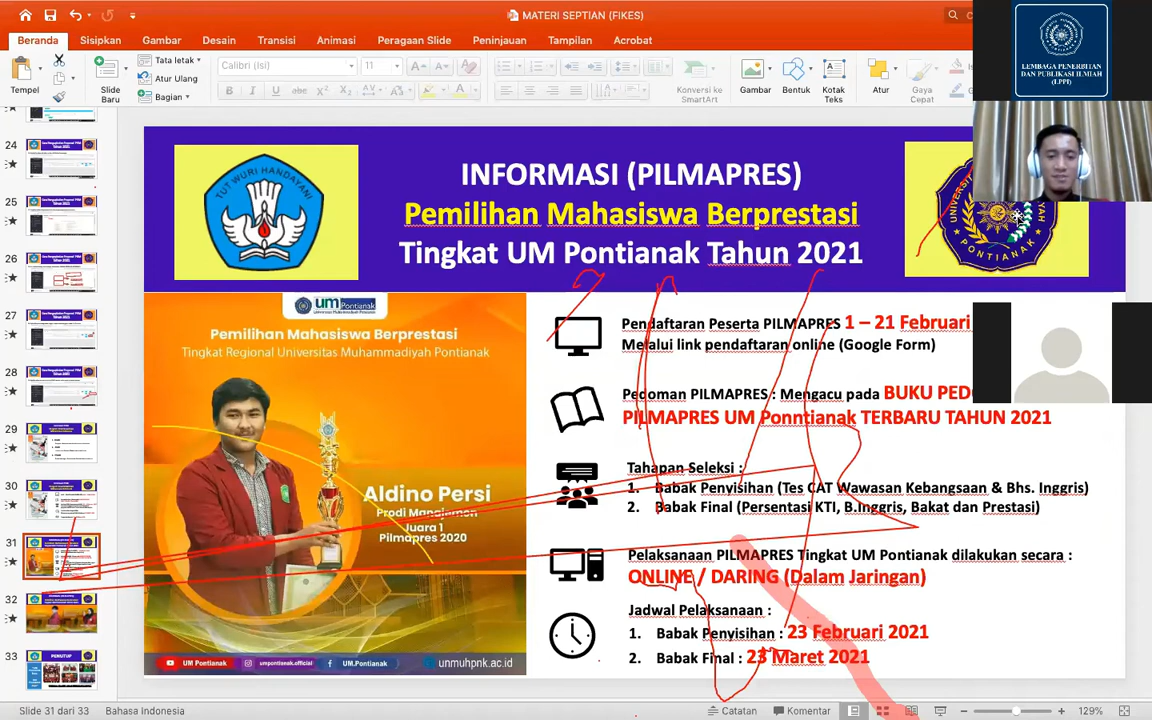 MATERI SEPTIAN (FIKES)
Beranda Sisipkan Gambar Desain Transisi Animasi Peragaan Slide Peninjauan Tampilan Acrobat
Tempel
Slide Baru
Tata letak
Atur Ulang
Bagian
Calibri (Isi) 11
Konversi ke SmartArt
Gambar
Bentuk
Kotak Teks
Atur
Gaya Cepat
LEMBAGA PENERBITAN
DAN PUBLIKASI ILMIAH
(LPPI)
24
25
26
27
28
29
30
31
32
33
TUT WURI HANDAYANI
INFORMASI (PILMAPRES)
Pemilihan Mahasiswa Berprestasi
Tingkat UM Pontianak Tahun 2021
PONTIANAK
um Pontianak
Pemilihan Mahasiswa Berprestasi
Tingkat Regional Universitas Muhammadiyah Pontianak
Aldino Persi
Prodi Manajemen
Juara 1
Pilmapres 2020
UM Pontianak umpontianak.official UM.Pontianak unmuhpnk.ac.id
Pendaftaran Peserta PILMAPRES 1 – 21 Februari
Melalui link pendaftaran online (Google Form)
Pedoman PILMAPRES : Mengacu pada BUKU PED
PILMAPRES UM Ponntianak TERBARU TAHUN 2021
Tahapan Seleksi :
1. Babak Penyisihan (Tes CAT Wawasan Kebangsaan & Bhs. Inggris)
2. Babak Final (Persentasi KTI, B.Inggris, Bakat dan Prestasi)
Pelaksanaan PILMAPRES Tingkat UM Pontianak dilakukan secara :
ONLINE / DARING (Dalam Jaringan)
Jadwal Pelaksanaan :
1. Babak Penyisihan : 23 Februari 2021
2. Babak Final : 23 Maret 2021
Slide 31 dari 33 Bahasa Indonesia Catatan Komentar 129%